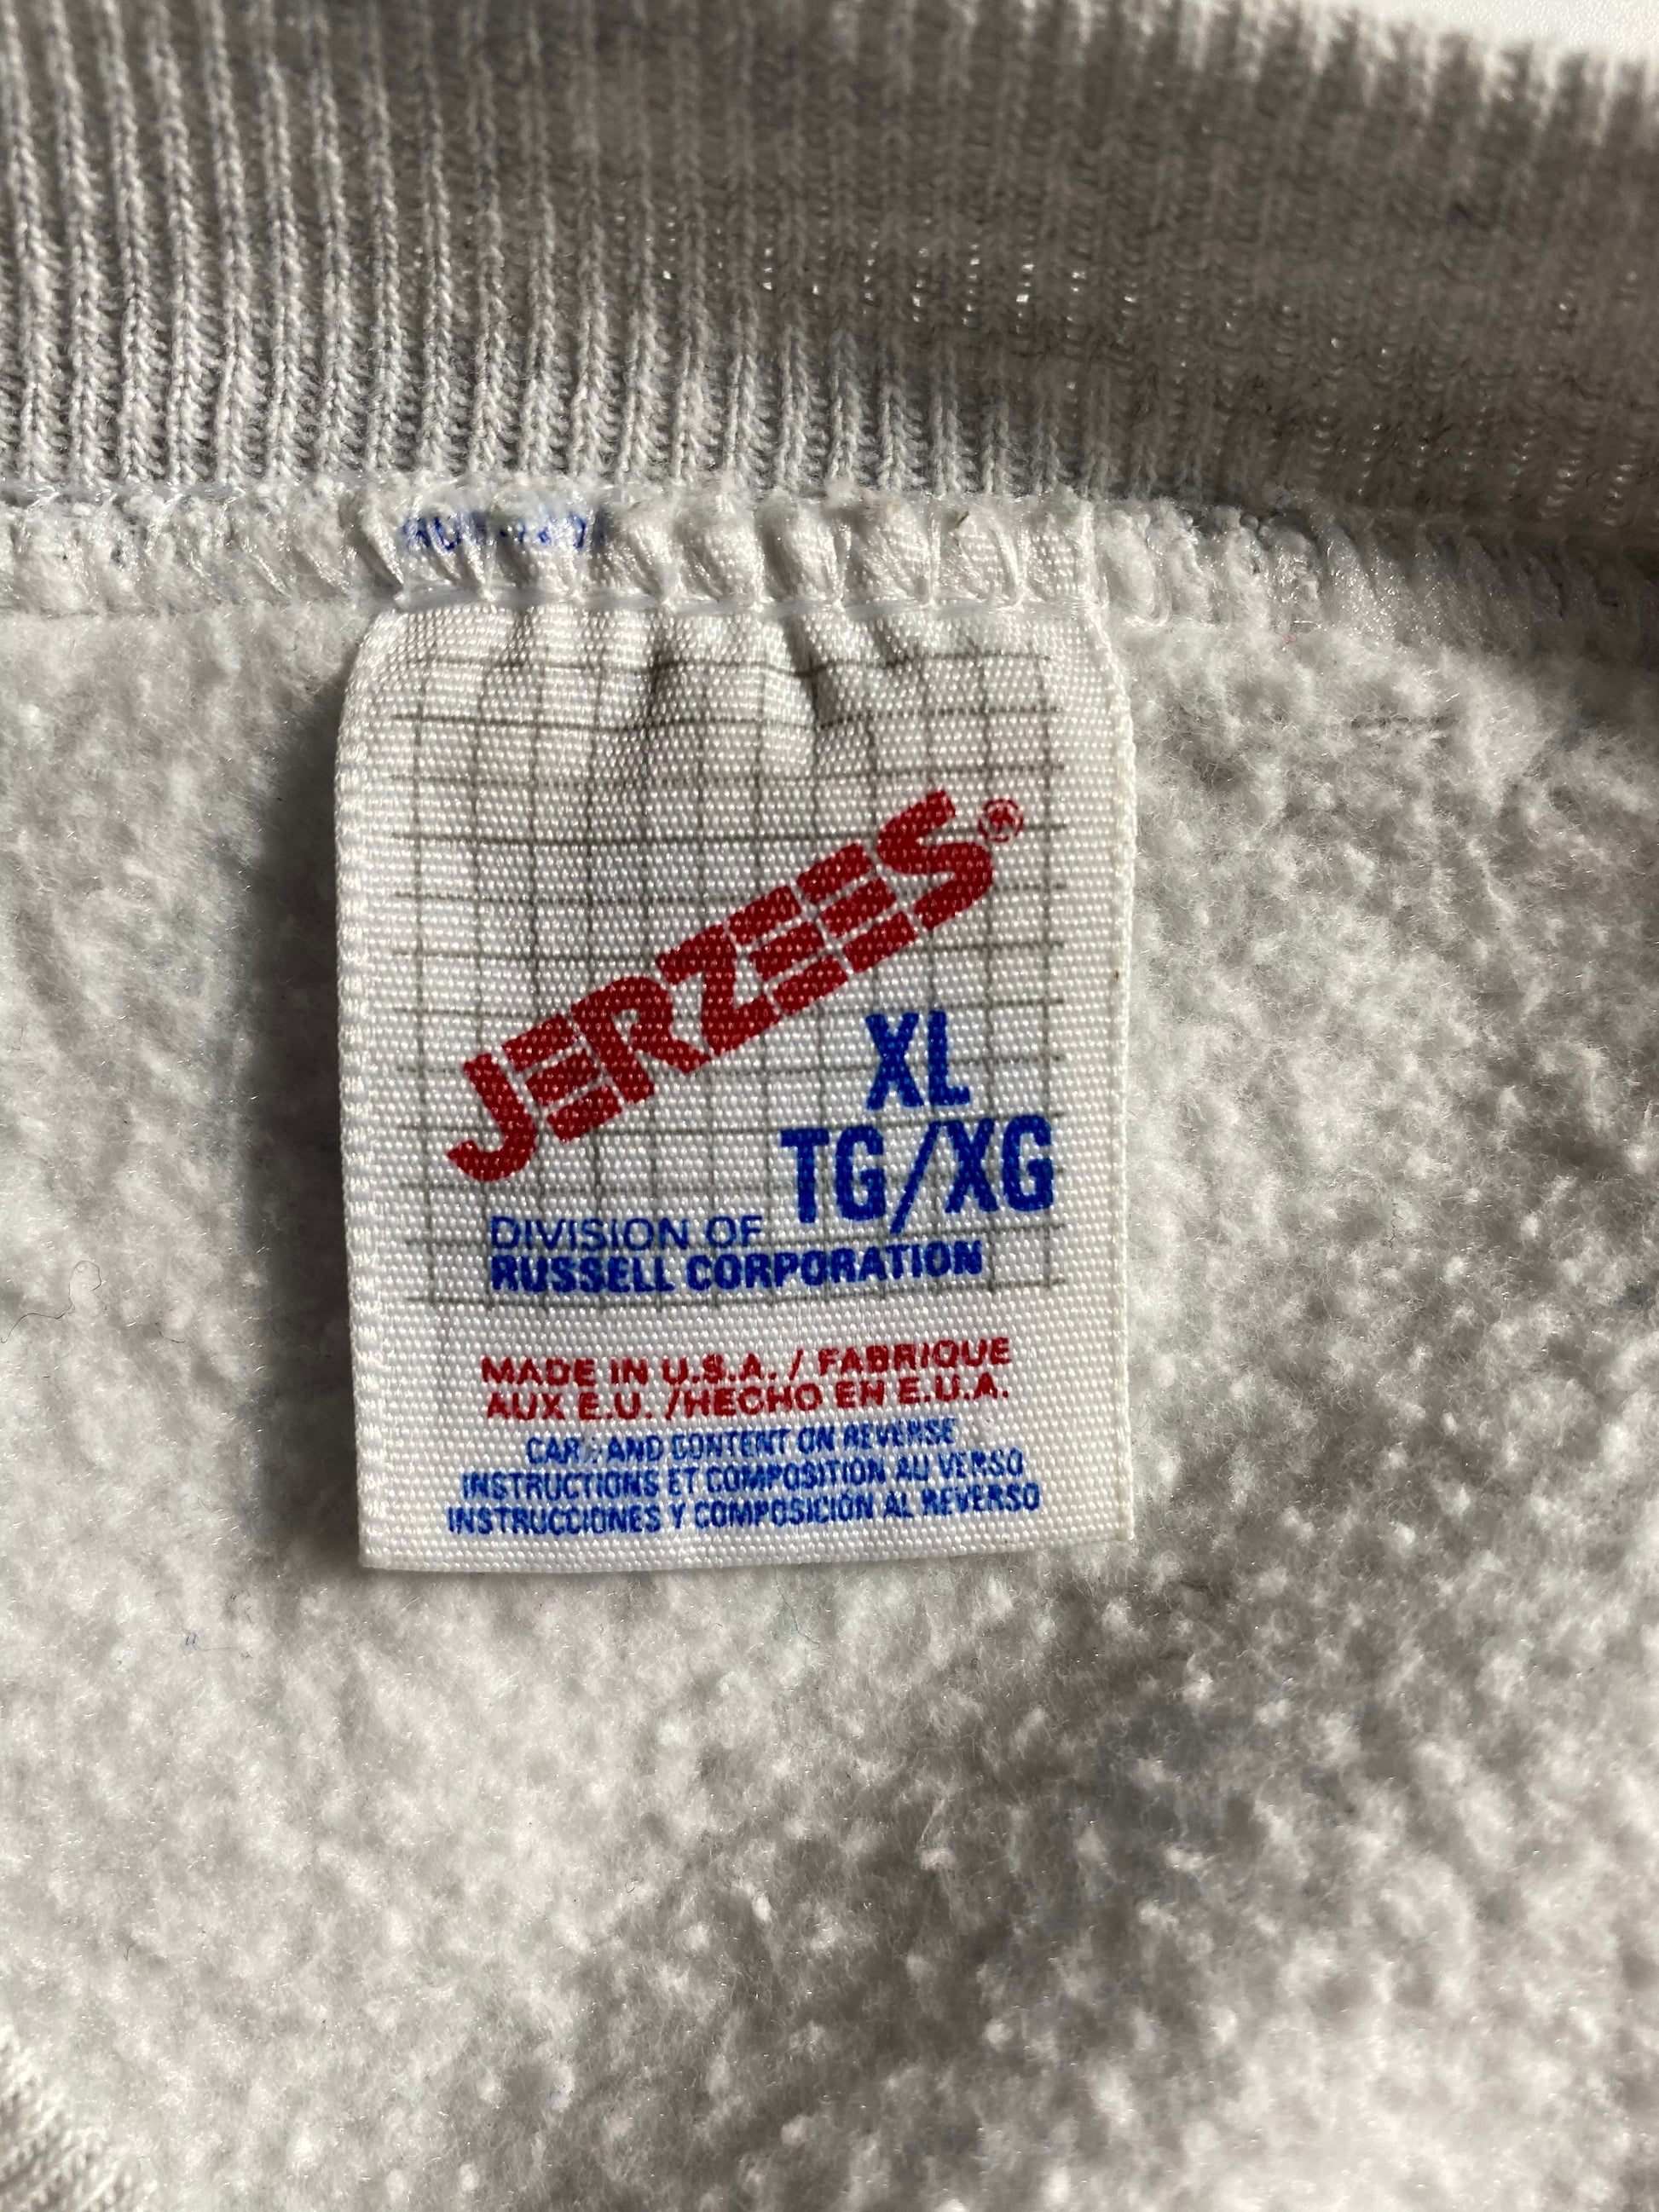 JERZEES®
XL
TG/XG
DIVISION OF
RUSSELL CORPORATION
MADE IN U.S.A. / FABRIQUE
AUX E.U. /HECHO EN E.U.A.
CARE AND CONTENT ON REVERSE
INSTRUCTIONS ET COMPOSITION AU VERSO
INSTRUCCIONES Y COMPOSICIÓN AL REVERSO